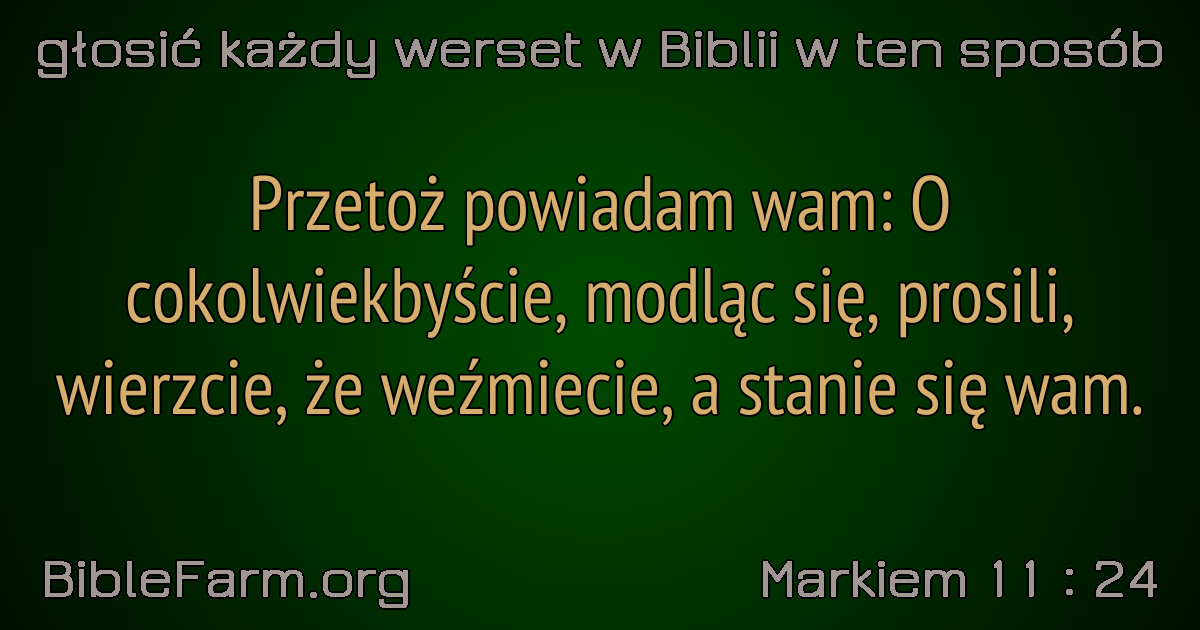 głosić każdy werset w Biblii w ten sposób
Przetoż powiadam wam: O
cokolwiekbyście, modląc się, prosili,
wierzcie, że weźmiecie, a stanie się wam.
BibleFarm.org
Markiem 11 : 24